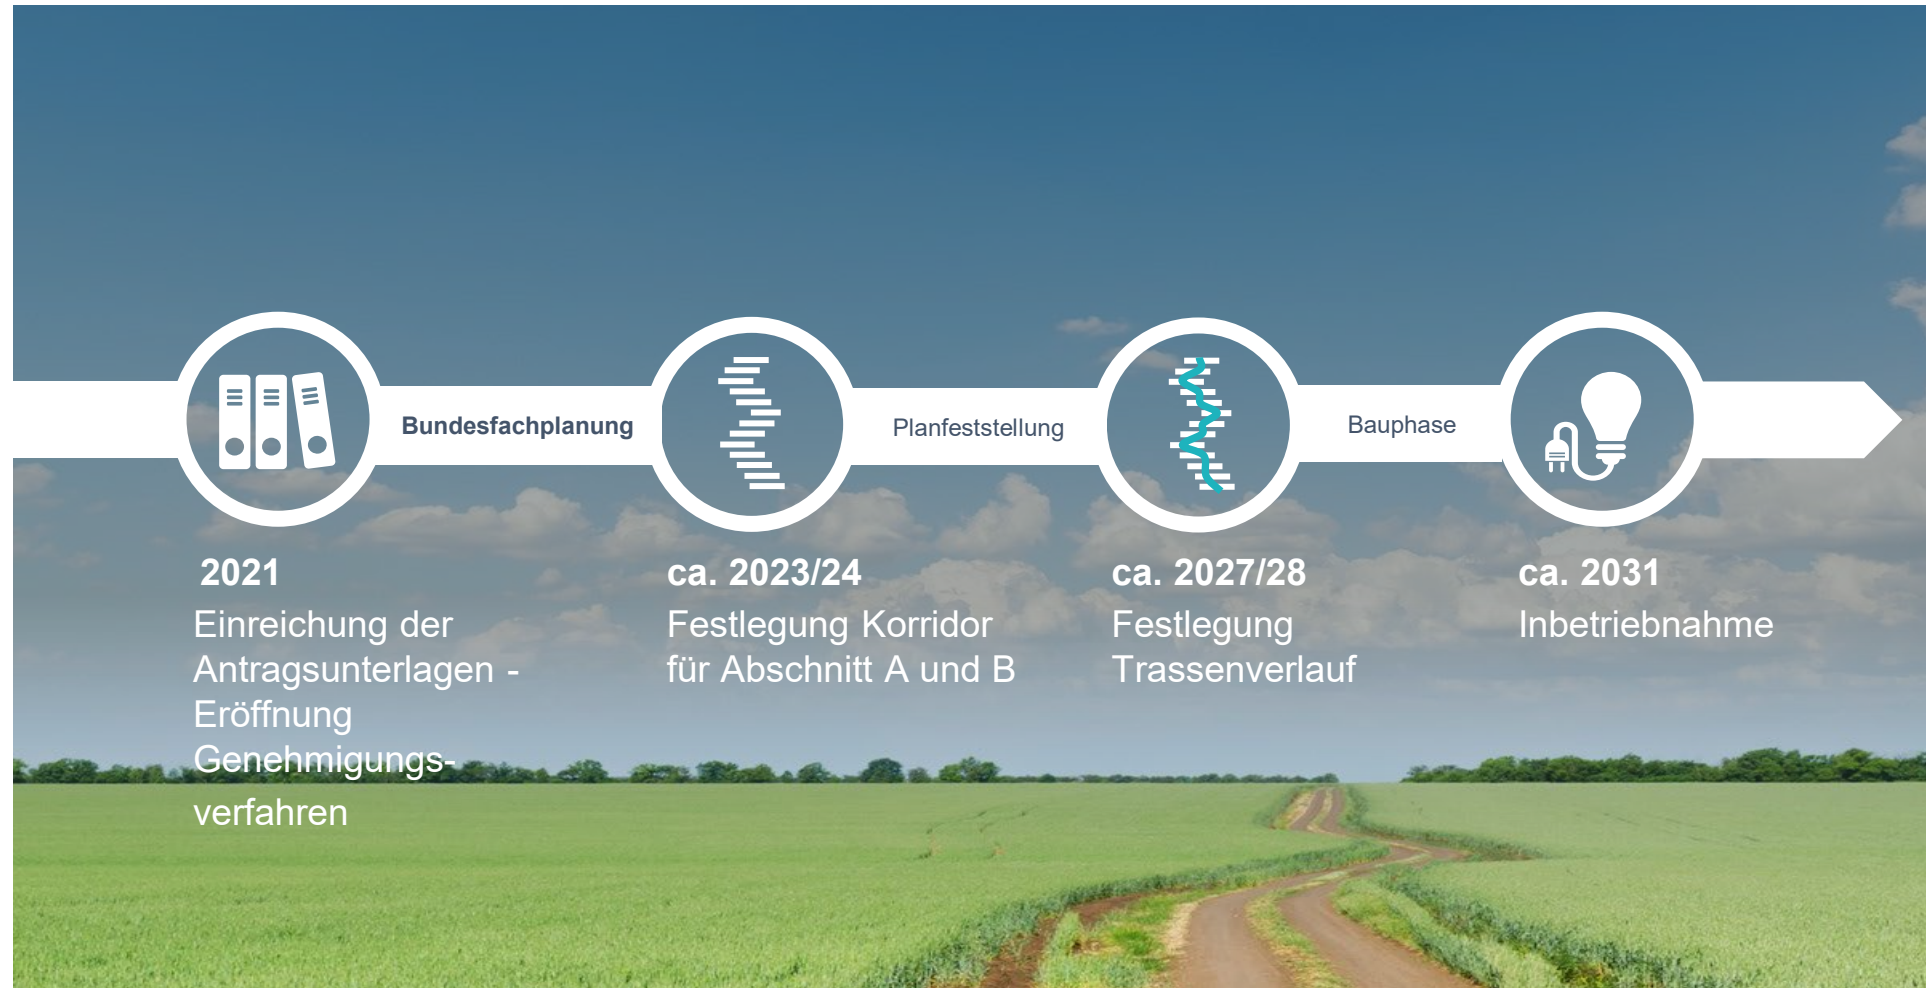 Bundesfachplanung
Planfeststellung
Bauphase
2021
Einreichung der
Antragsunterlagen -
Eröffnung
Genehmigungs-
verfahren
ca. 2023/24
Festlegung Korridor
für Abschnitt A und B
ca. 2027/28
Festlegung
Trassenverlauf
ca. 2031
Inbetriebnahme